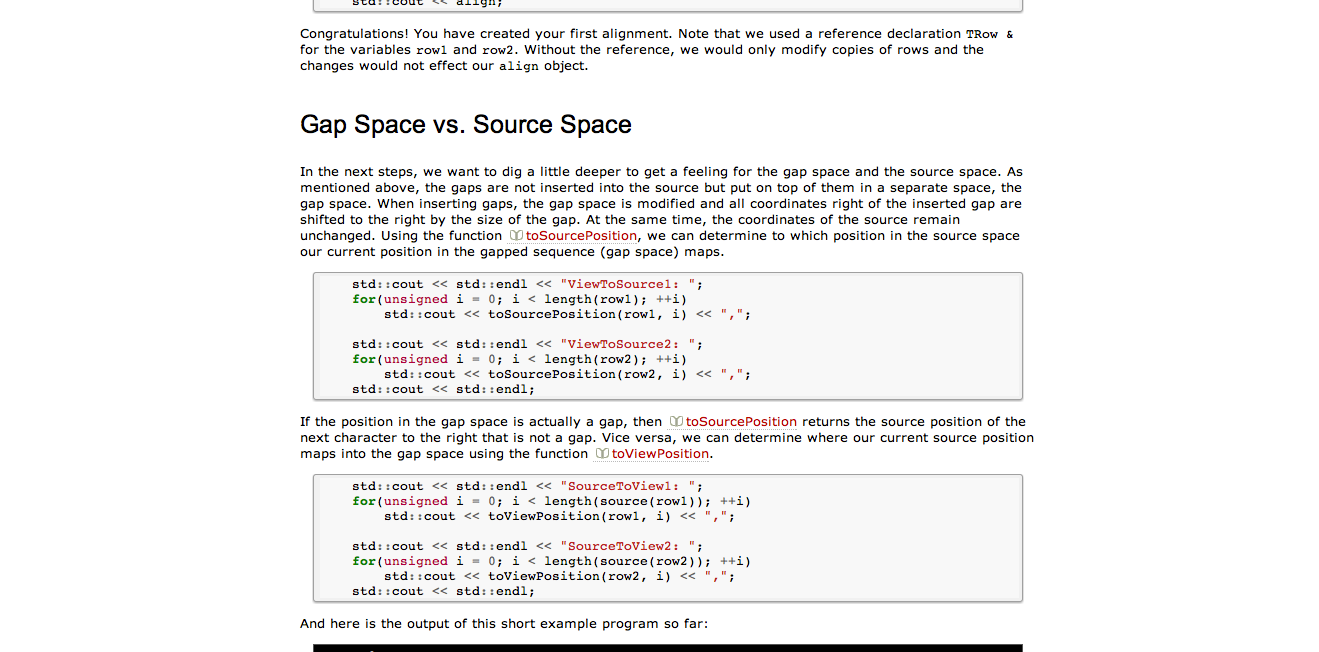 std::cout << align;
Congratulations! You have created your first alignment. Note that we used a reference declaration TRow &
for the variables row1 and row2. Without the reference, we would only modify copies of rows and the
changes would not effect our align object.
Gap Space vs. Source Space
In the next steps, we want to dig a little deeper to get a feeling for the gap space and the source space. As
mentioned above, the gaps are not inserted into the source but put on top of them in a separate space, the
gap space. When inserting gaps, the gap space is modified and all coordinates right of the inserted gap are
shifted to the right by the size of the gap. At the same time, the coordinates of the source remain
unchanged. Using the function toSourcePosition, we can determine to which position in the source space
our current position in the gapped sequence (gap space) maps.
std::cout << std::endl << "ViewToSource1: ";
for(unsigned i = 0; i < length(row1); ++i)
    std::cout << toSourcePosition(row1, i) << ",";
std::cout << std::endl << "ViewToSource2: ";
for(unsigned i = 0; i < length(row2); ++i)
    std::cout << toSourcePosition(row2, i) << ",";
std::cout << std::endl;
If the position in the gap space is actually a gap, then toSourcePosition returns the source position of the
next character to the right that is not a gap. Vice versa, we can determine where our current source position
maps into the gap space using the function toViewPosition.
std::cout << std::endl << "SourceToView1: ";
for(unsigned i = 0; i < length(source(row1)); ++i)
    std::cout << toViewPosition(row1, i) << ",";
std::cout << std::endl << "SourceToView2: ";
for(unsigned i = 0; i < length(source(row2)); ++i)
    std::cout << toViewPosition(row2, i) << ",";
std::cout << std::endl;
And here is the output of this short example program so far: